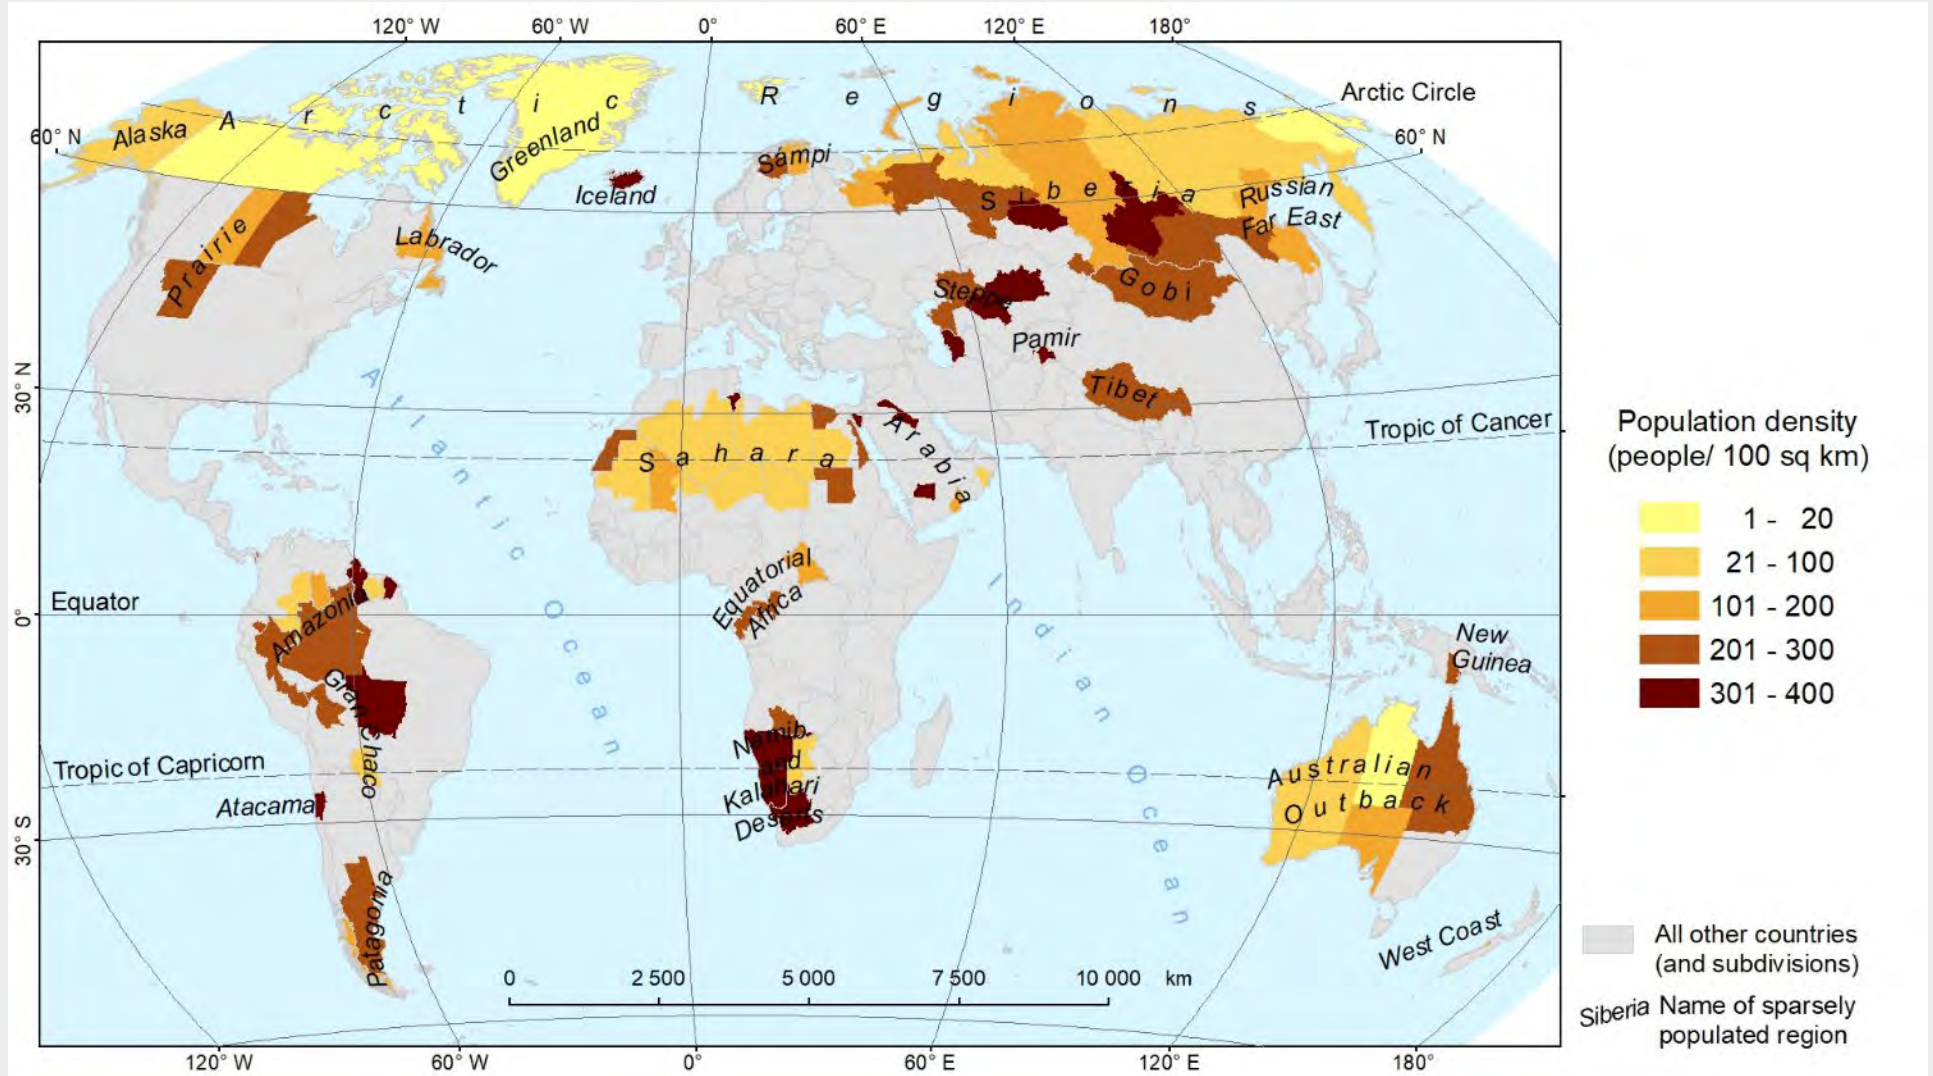 120° W
60° W
0°
60° E
120° E
180°
Arctic Circle
60° N
60° N
Arctic Regions
Alaska
Greenland
Iceland
Sámpi
Siberia
Russian
Far East
Prairie
Labrador
Steppe
Gobi
Pamir
Tibet
30° N
Tropic of Cancer
Atlantic Ocean
Sahara
Arabia
Equatorial
Africa
Indian Ocean
Equator
0°
Amazonia
Gran Chaco
New
Guinea
Namib
and
Kalahari
Deserts
Australian
Outback
Tropic of Capricorn
Atacama
30° S
Patagonia
West Coast
0
2 500
5 000
7 500
10 000 km
120° W
60° W
0°
60° E
120° E
180°
Population density
(people/ 100 sq km)
1 - 20
21 - 100
101 - 200
201 - 300
301 - 400
All other countries
(and subdivisions)
Siberia Name of sparsely
populated region